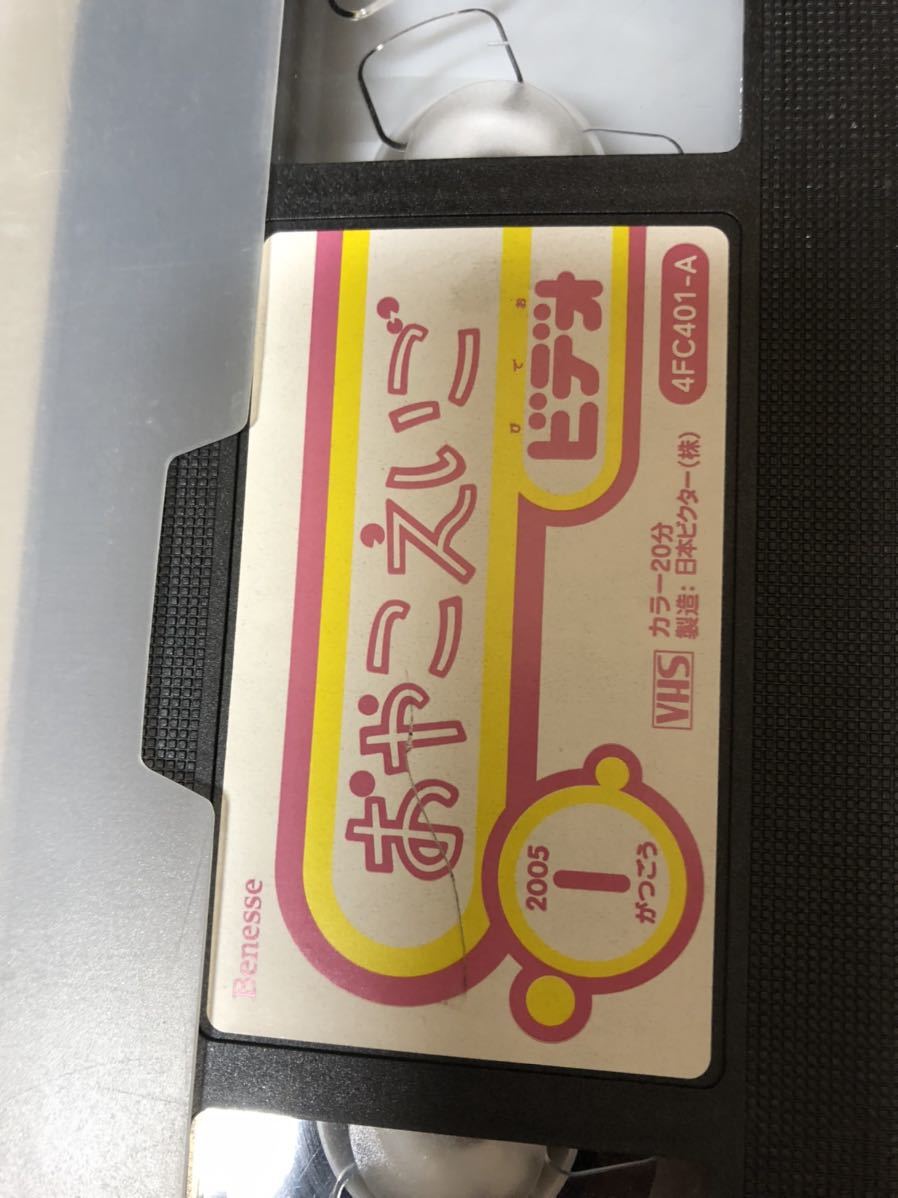 Benesse
おやこえいご
びでお
ビデオ
4FC401-A
2005
1
がつごう
VHS
カラー20分
製造：日本ビクター(株)